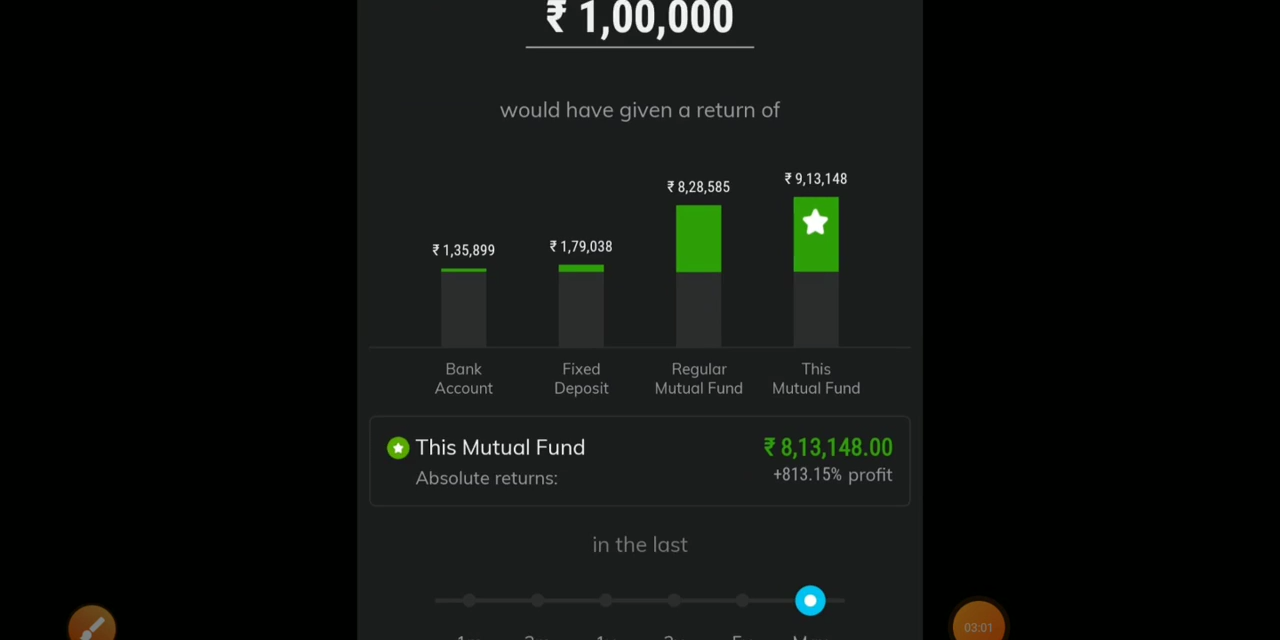 ₹ 1,00,000
would have given a return of
₹ 1,35,899
₹ 1,79,038
₹ 8,28,585
₹ 9,13,148
Bank
Account
Fixed
Deposit
Regular
Mutual Fund
This
Mutual Fund
This Mutual Fund
₹ 8,13,148.00
Absolute returns:
+813.15% profit
in the last
03:01